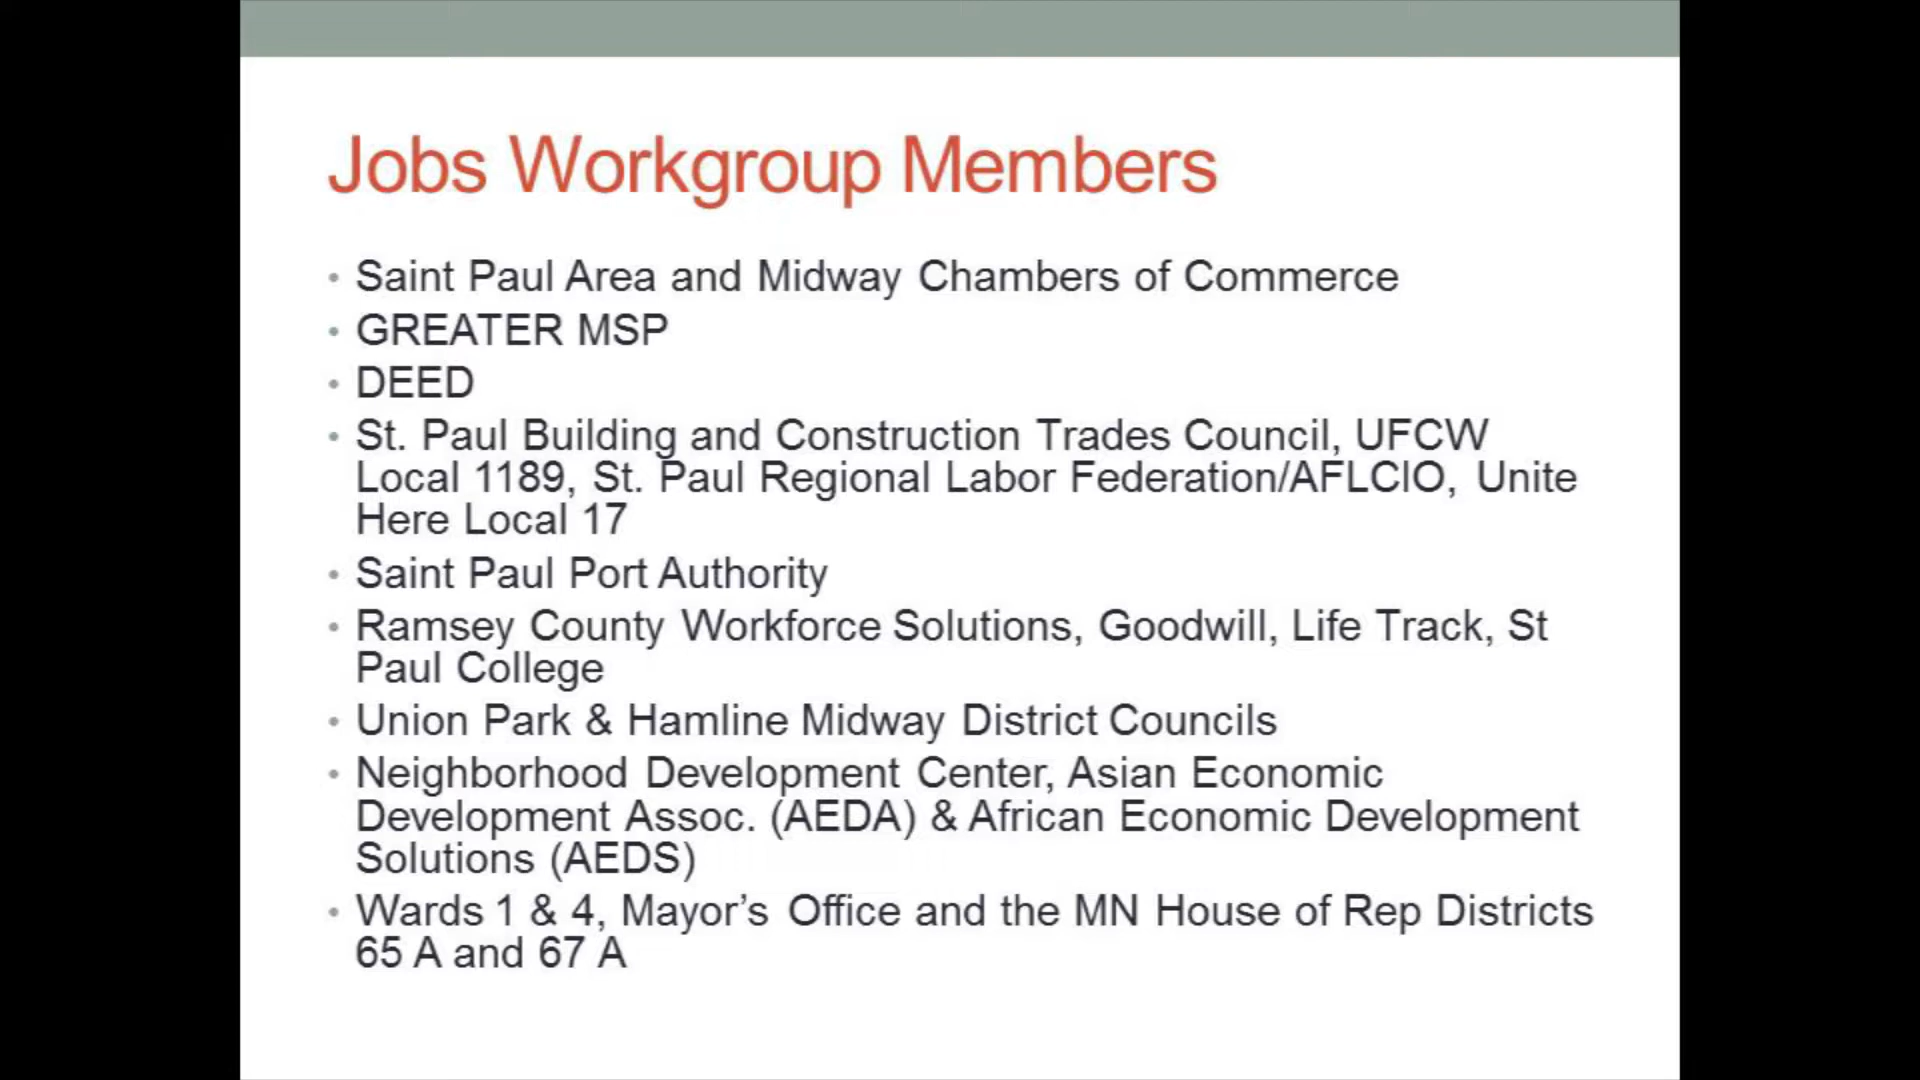 Jobs Workgroup Members
• Saint Paul Area and Midway Chambers of Commerce
• GREATER MSP
• DEED
• St. Paul Building and Construction Trades Council, UFCW
Local 1189, St. Paul Regional Labor Federation/AFLCIO, Unite
Here Local 17
• Saint Paul Port Authority
• Ramsey County Workforce Solutions, Goodwill, Life Track, St
Paul College
• Union Park & Hamline Midway District Councils
• Neighborhood Development Center, Asian Economic
Development Assoc. (AEDA) & African Economic Development
Solutions (AEDS)
• Wards 1 & 4, Mayor’s Office and the MN House of Rep Districts
65 A and 67 A